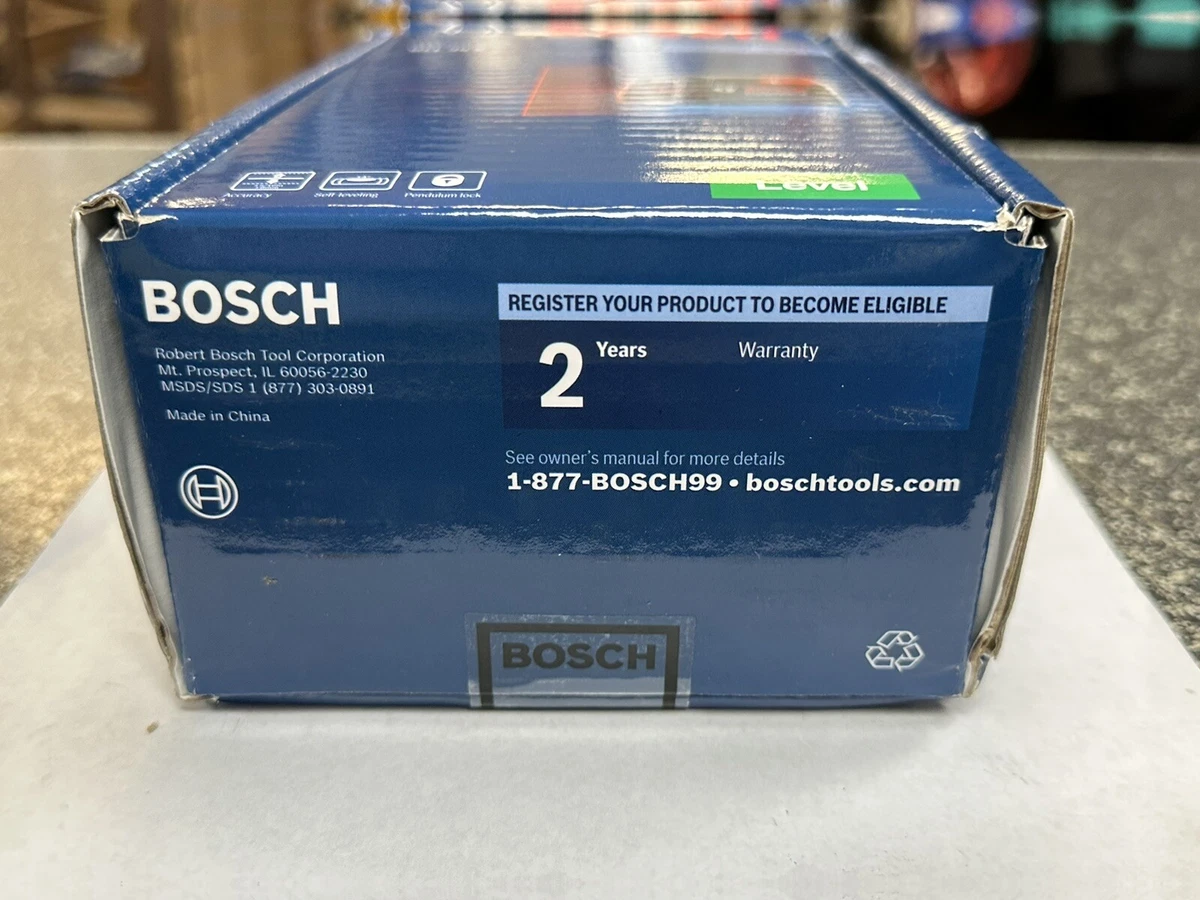 Accuracy
Self leveling
Pendulum lock
Level
BOSCH
Robert Bosch Tool Corporation
Mt. Prospect, IL 60056-2230
MSDS/SDS 1 (877) 303-0891
Made in China
REGISTER YOUR PRODUCT TO BECOME ELIGIBLE
2 Years Warranty
See owner's manual for more details
1-877-BOSCH99 • boschtools.com
BOSCH